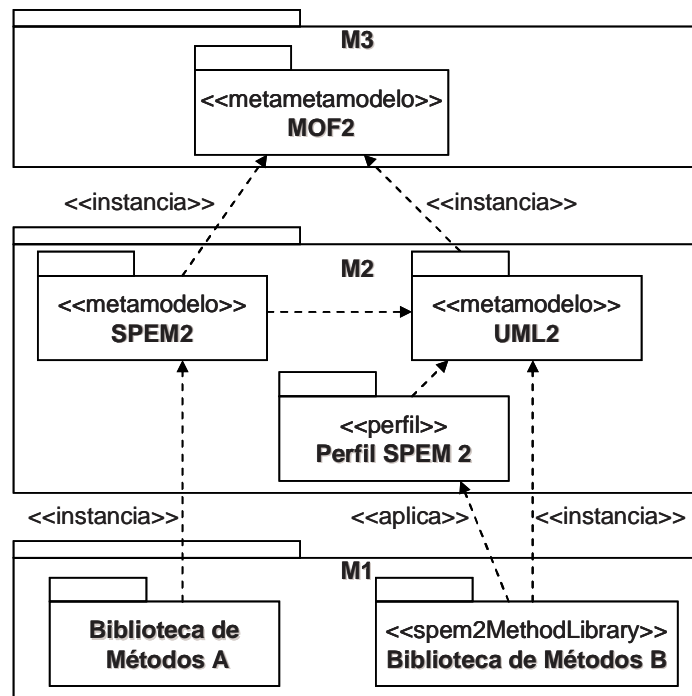 M3
<<metametamodelo>>
MOF2
<<instancia>>
<<instancia>>
M2
<<metamodelo>>
SPEM2
<<metamodelo>>
UML2
<<perfil>>
Perfil SPEM 2
<<instancia>>
<<aplica>>
<<instancia>>
M1
Biblioteca de
Métodos A
<<spem2MethodLibrary>>
Biblioteca de Métodos B